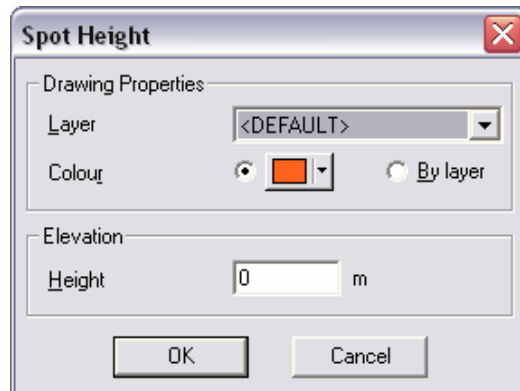 Spot Height
Drawing Properties
Layer <DEFAULT>
Colour By layer
Elevation
Height 0 m
OK Cancel